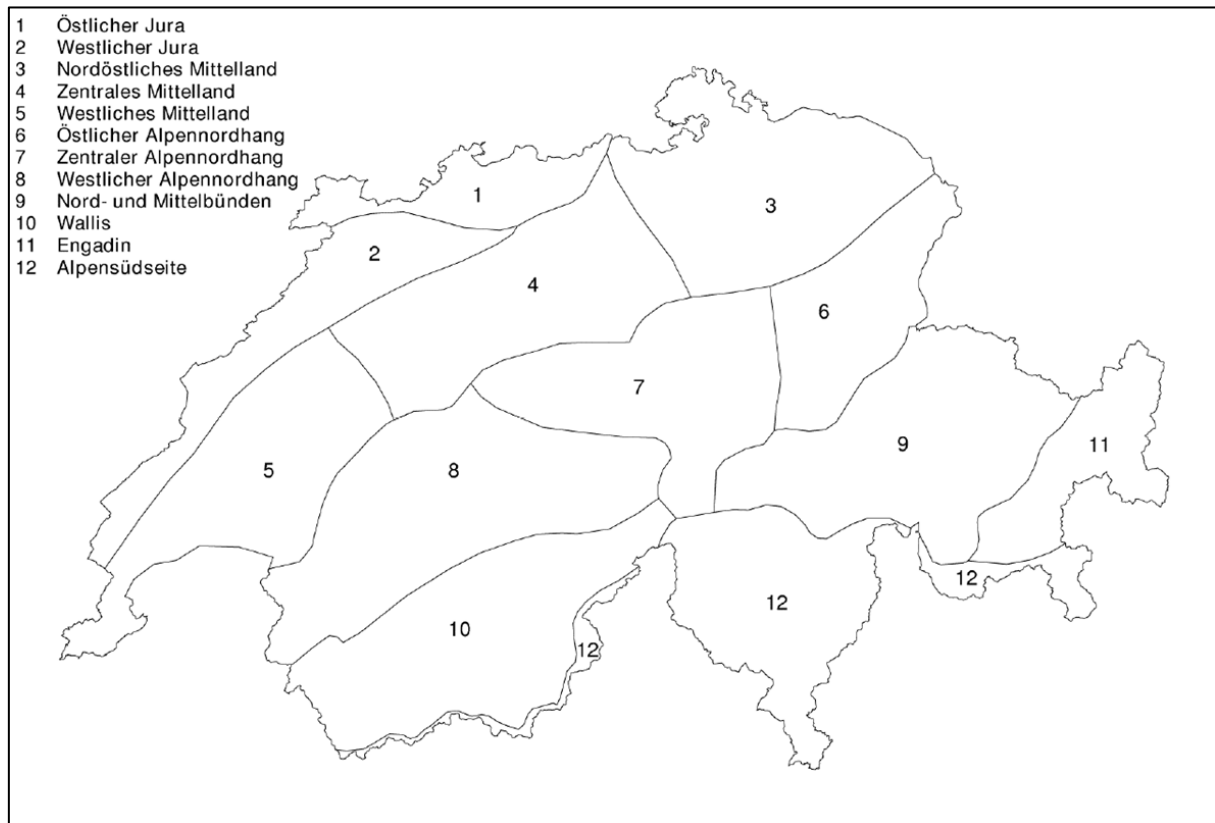 1 Östlicher Jura
2 Westlicher Jura
3 Nordöstliches Mittelland
4 Zentrales Mittelland
5 Westliches Mittelland
6 Östlicher Alpennordhang
7 Zentraler Alpennordhang
8 Westlicher Alpennordhang
9 Nord- und Mittelbünden
10 Wallis
11 Engadin
12 Alpensüdseite
1
3
2
4
6
7
9
11
5
8
12
12
10
12